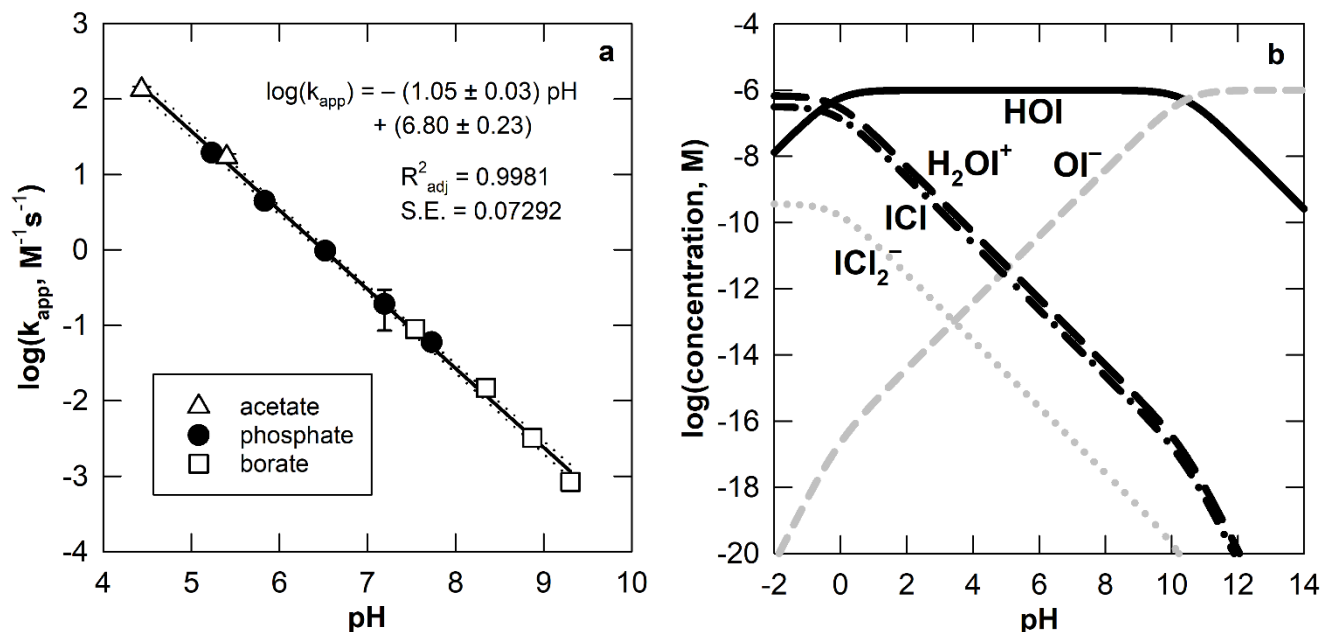 a
log(k_app) = – (1.05 ± 0.03) pH
+ (6.80 ± 0.23)
R²_adj = 0.9981
S.E. = 0.07292
log(k_app, M⁻¹s⁻¹)
3
2
1
0
-1
-2
-3
-4
acetate
phosphate
borate
4 5 6 7 8 9 10
pH
b
log(concentration, M)
-4
-6
-8
-10
-12
-14
-16
-18
-20
HOI
H₂OI⁺
OI⁻
ICl
ICl₂⁻
-2 0 2 4 6 8 10 12 14
pH